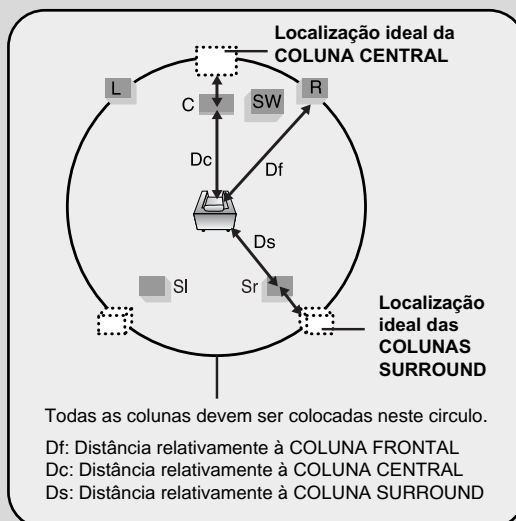 Localização ideal da
COLUNA CENTRAL
L
R
C
SW
Dc
Df
Ds
Sl
Sr
Localização
ideal das
COLUNAS
SURROUND
Todas as colunas devem ser colocadas neste circulo.
Df: Distância relativamente à COLUNA FRONTAL
Dc: Distância relativamente à COLUNA CENTRAL
Ds: Distância relativamente à COLUNA SURROUND